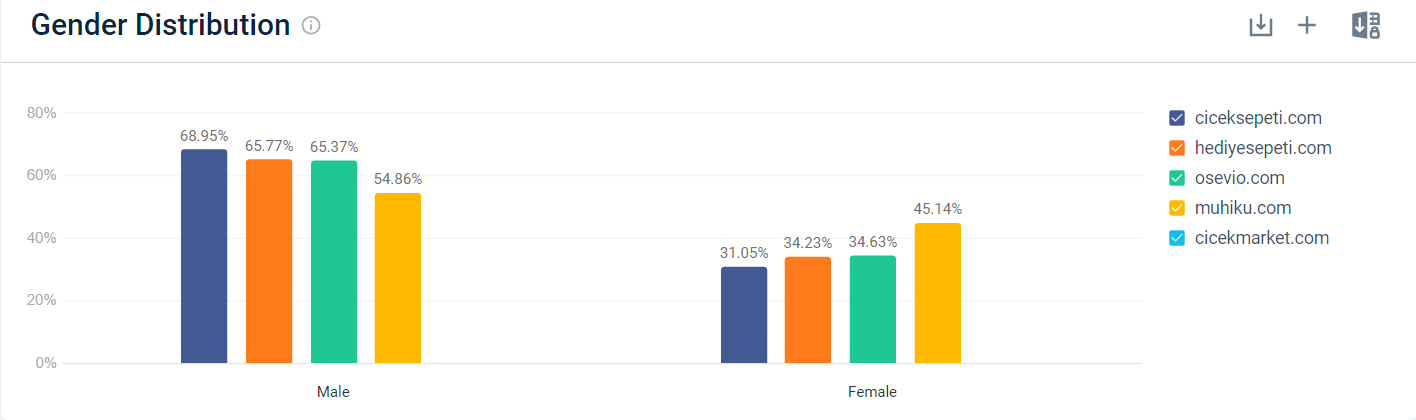 Gender Distribution
80%
60%
40%
20%
0%
68.95%
65.77%
65.37%
54.86%
31.05%
34.23%
34.63%
45.14%
Male
Female
ciceksepeti.com
hediyesepeti.com
osevio.com
muhiku.com
cicekmarket.com